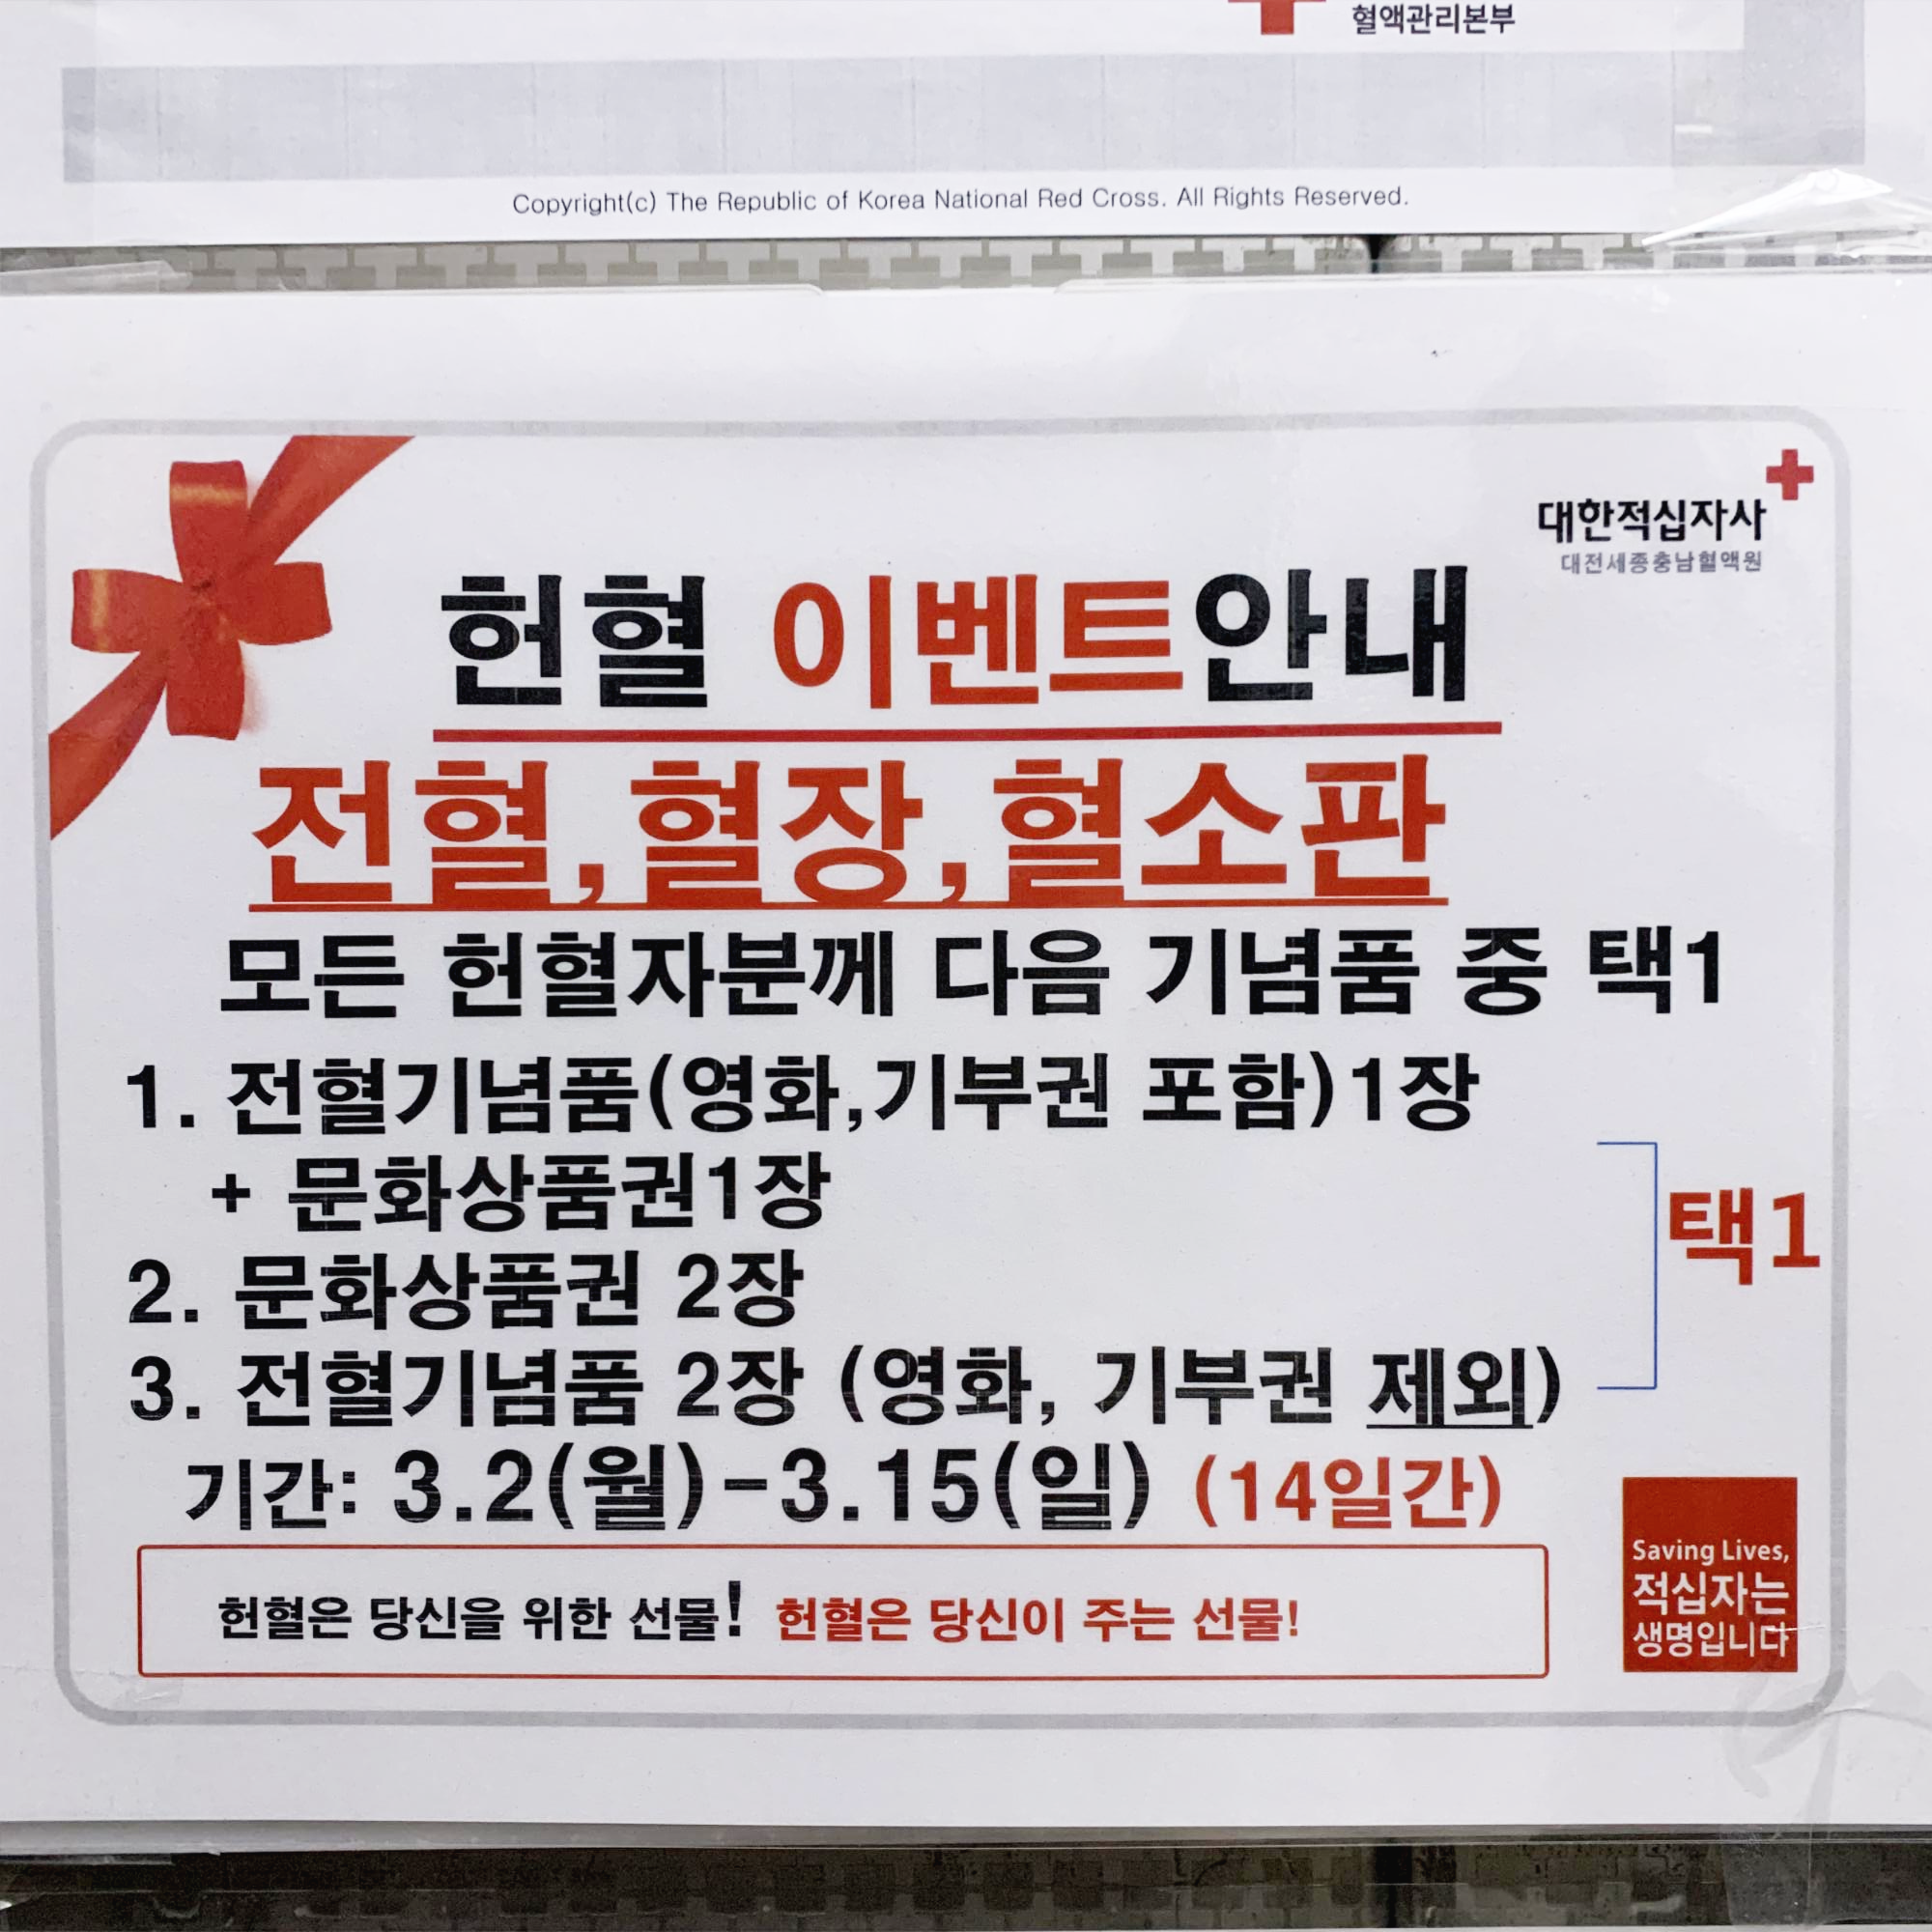 혈액관리본부
Copyright(c) The Republic of Korea National Red Cross. All Rights Reserved.
대한적십자사
대전세종충남혈액원
헌혈 이벤트안내
전혈,혈장,혈소판
모든 헌혈자분께 다음 기념품 중 택1
1. 전혈기념품(영화,기부권 포함)1장
+ 문화상품권1장
2. 문화상품권 2장
3. 전혈기념품 2장 (영화, 기부권 제외)
택1
기간: 3.2(월)-3.15(일) (14일간)
헌혈은 당신을 위한 선물! 헌혈은 당신이 주는 선물!
Saving Lives,
적십자는
생명입니다